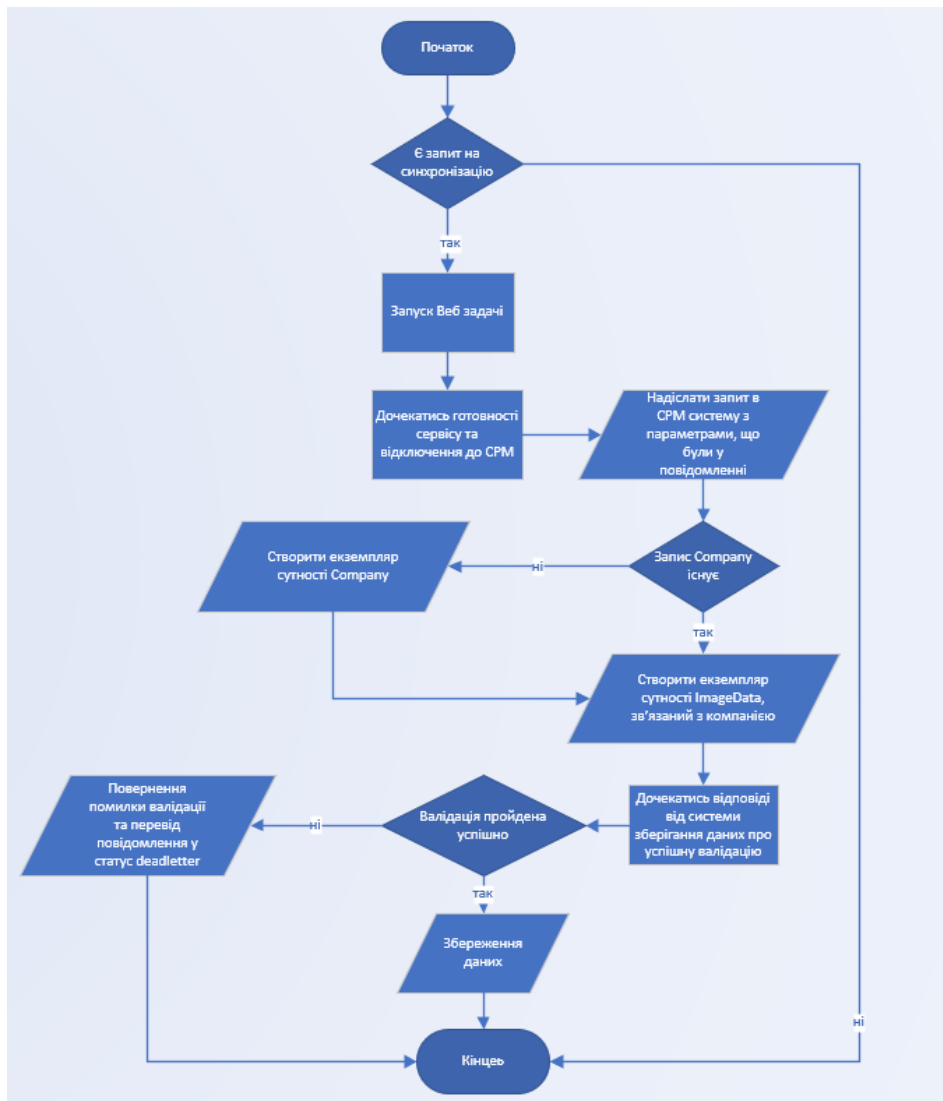 Початок
Є запит на
синхронізацію
так
Запуск Веб задачі
Дочекатись готовності
сервісу та
відключення до СРМ
Надіслати запит в
СРМ систему з
параметрами, що
були у
повідомленні
Запис Company
існує
ні
Створити екземпляр
сутності Company
так
Створити екземпляр
сутності ImageData,
зв'язаний з компанією
Дочекатись відповіді
від системи
зберігання даних про
успішну валідацію
Валідація пройдена
успішно
ні
Повернення
помилки валідації
та перевід
повідомлення у
статус deadletter
так
Збереження
даних
ні
Кінець